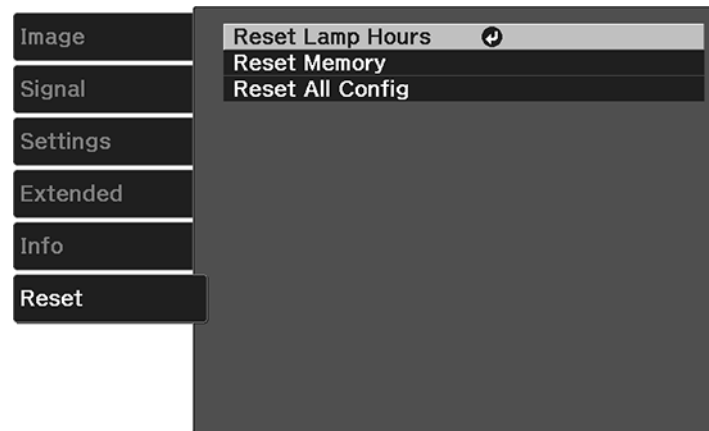 Image
Signal
Settings
Extended
Info
Reset
Reset Lamp Hours
Reset Memory
Reset All Config